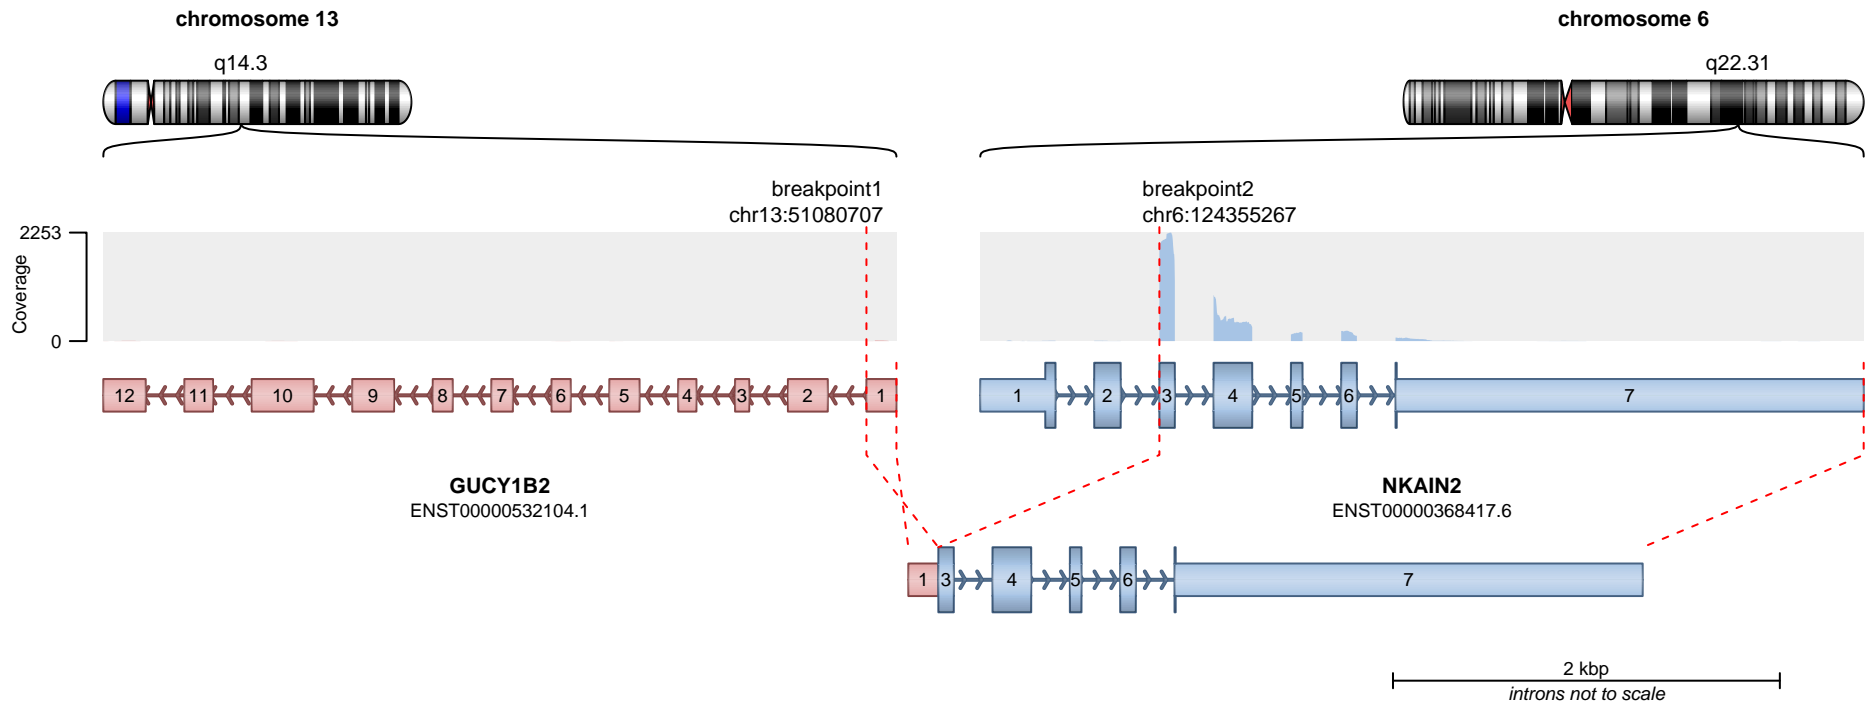 chromosome 13
chromosome 6
q14.3
q22.31
breakpoint1
chr13:51080707
breakpoint2
chr6:124355267
2253
Coverage
0
12 11 10 9 8 7 6 5 4 3 2 1
1 2 3 4 5 6 7
GUCY1B2
ENST00000532104.1
NKAIN2
ENST00000368417.6
1 3 4 5 6 7
2 kbp
introns not to scale